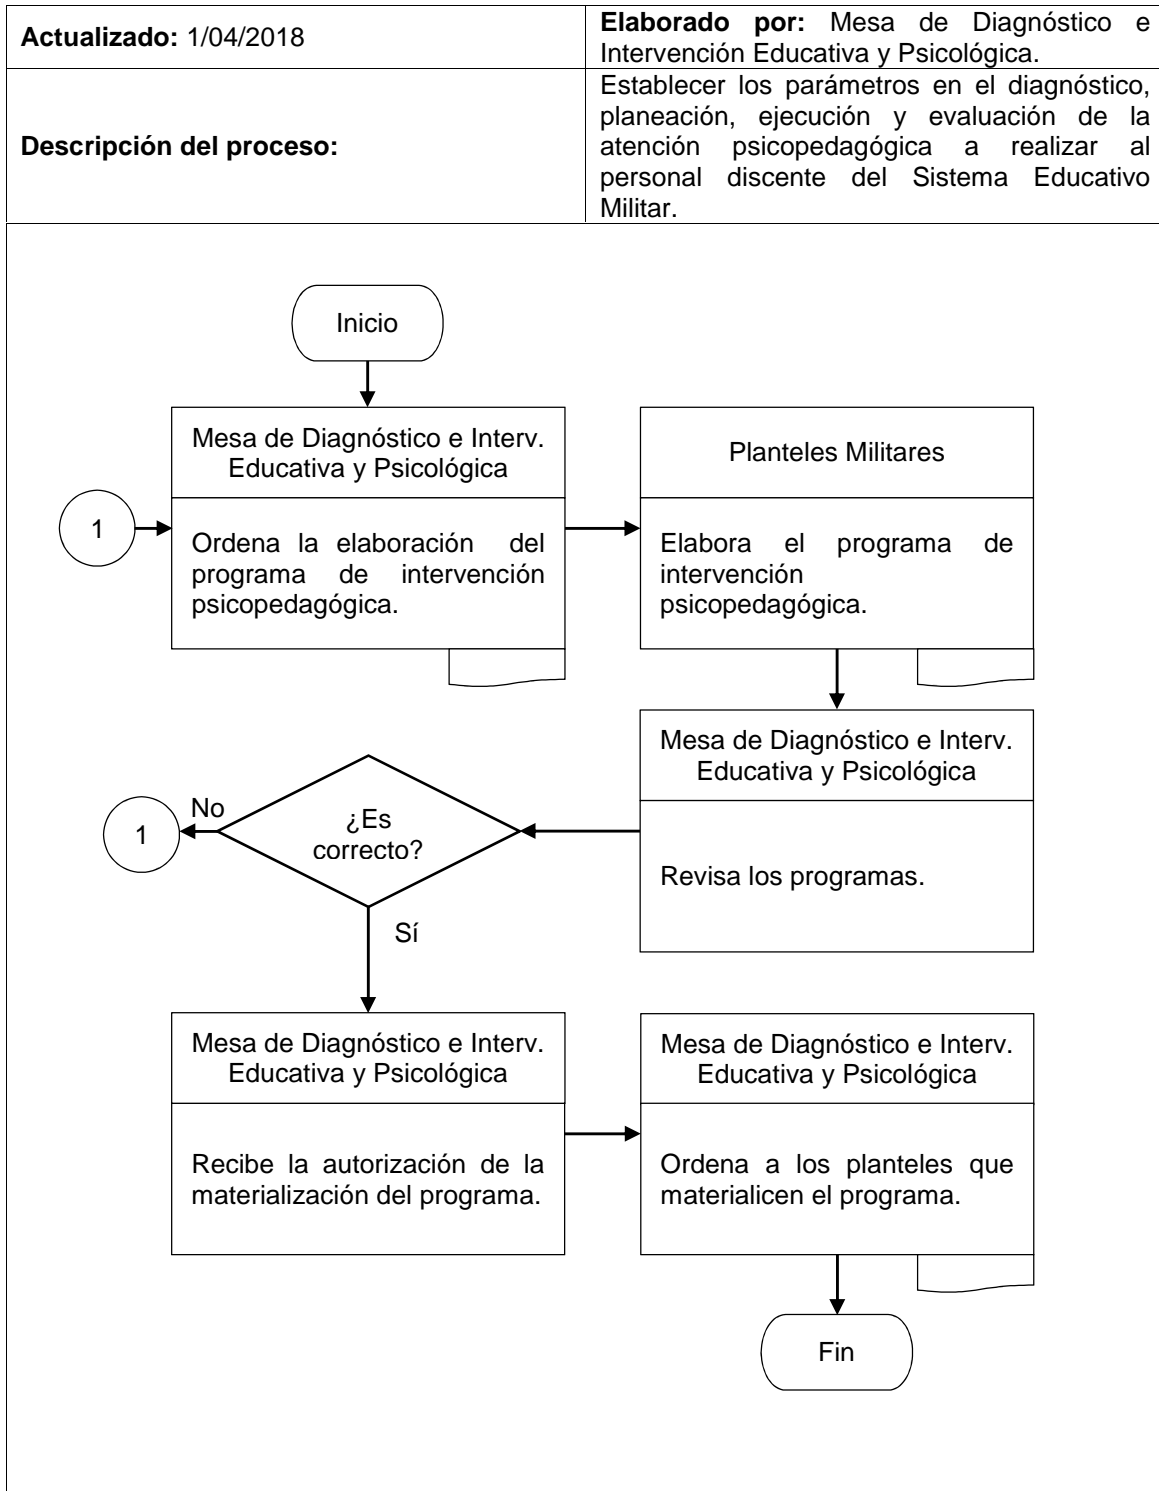 Actualizado: 1/04/2018
Elaborado por: Mesa de Diagnóstico e
Intervención Educativa y Psicológica.
Descripción del proceso:
Establecer los parámetros en el diagnóstico,
planeación, ejecución y evaluación de la
atención psicopedagógica a realizar al
personal discente del Sistema Educativo
Militar.
Inicio
Mesa de Diagnóstico e Interv.
Educativa y Psicológica
1
Ordena la elaboración del
programa de intervención
psicopedagógica.
Planteles Militares
Elabora el programa de
intervención
psicopedagógica.
Mesa de Diagnóstico e Interv.
Educativa y Psicológica
Revisa los programas.
¿Es
correcto?
No
1
Sí
Mesa de Diagnóstico e Interv.
Educativa y Psicológica
Recibe la autorización de la
materialización del programa.
Mesa de Diagnóstico e Interv.
Educativa y Psicológica
Ordena a los planteles que
materialicen el programa.
Fin